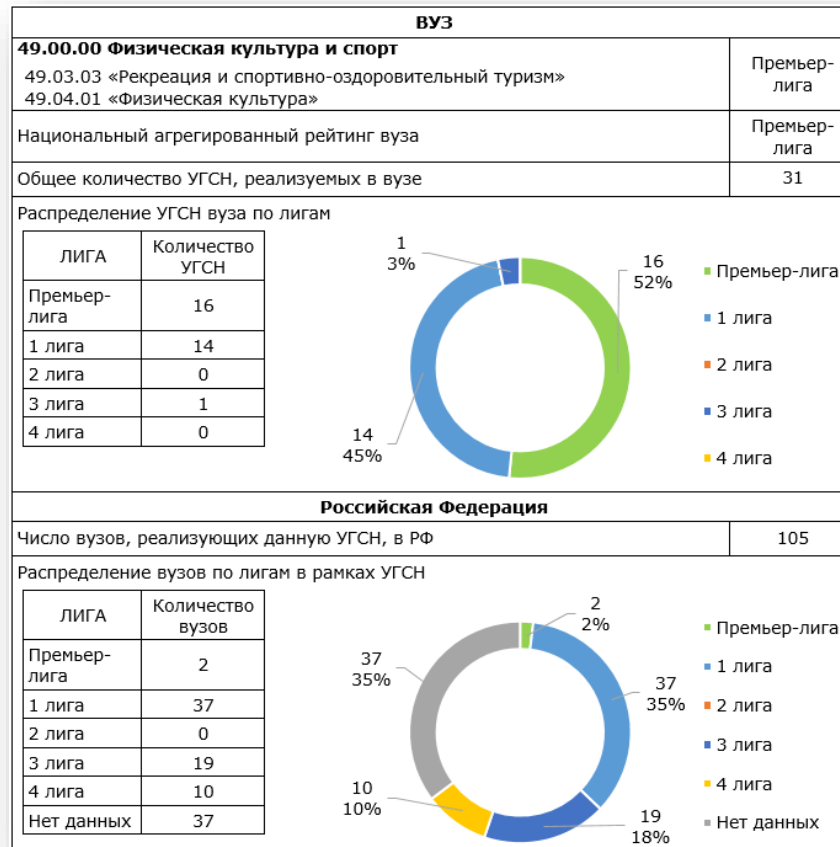 ВУЗ
49.00.00 Физическая культура и спорт
49.03.03 «Рекреация и спортивно-оздоровительный туризм»
49.04.01 «Физическая культура»
Премьер-
лига
Национальный агрегированный рейтинг вуза
Премьер-
лига
Общее количество УГСН, реализуемых в вузе
31
Распределение УГСН вуза по лигам
ЛИГА
Количество
УГСН
Премьер-
лига
16
1 лига
14
2 лига
0
3 лига
1
4 лига
0
1
3%
16
52%
14
45%
Премьер-лига
1 лига
2 лига
3 лига
4 лига
Российская Федерация
Число вузов, реализующих данную УГСН, в РФ
105
Распределение вузов по лигам в рамках УГСН
ЛИГА
Количество
вузов
Премьер-
лига
2
1 лига
37
2 лига
0
3 лига
19
4 лига
10
Нет данных
37
2
2%
37
35%
37
35%
10
10%
19
18%
Премьер-лига
1 лига
2 лига
3 лига
4 лига
Нет данных